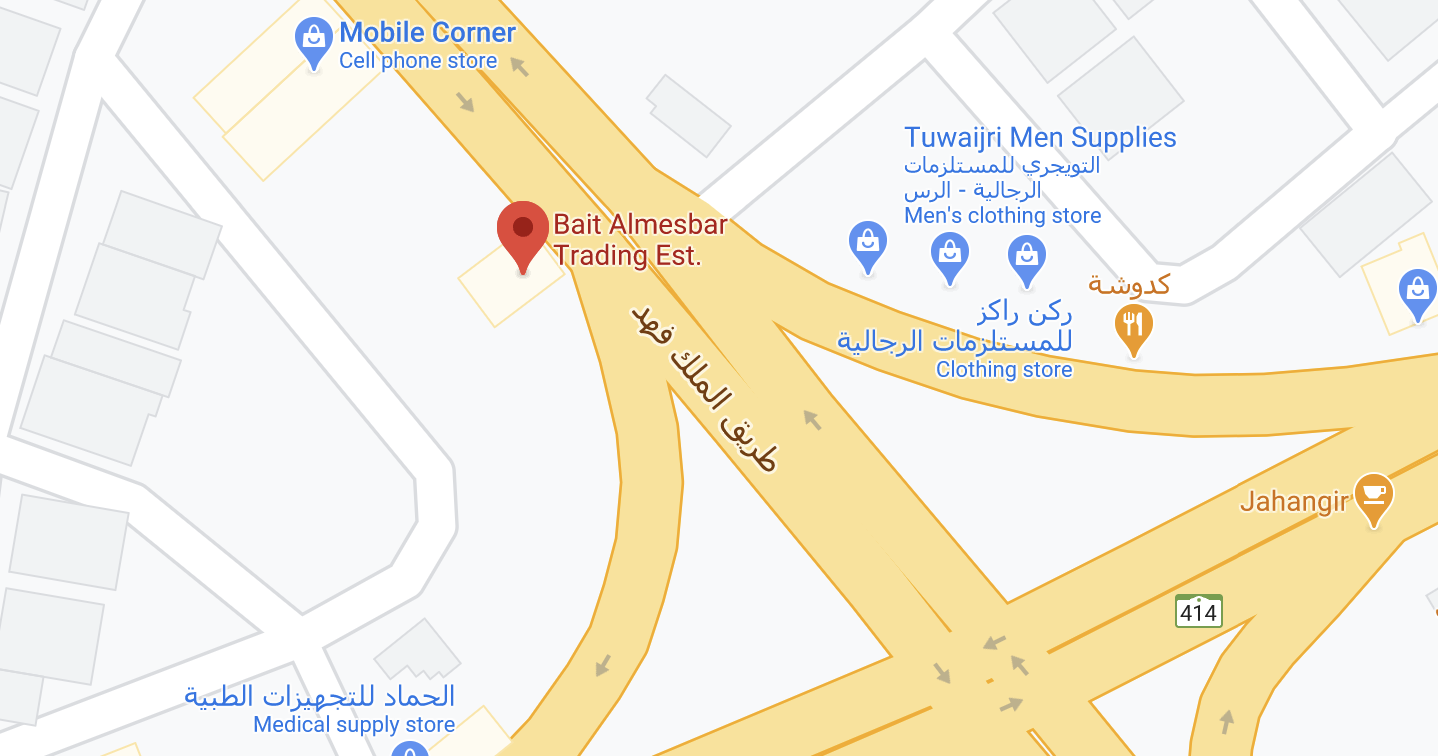 Mobile Corner
Cell phone store
Tuwaijri Men Supplies
التويجري للمستلزمات
الرجالية - الرس
Men's clothing store
Bait Almesbar
Trading Est.
كدوشة
ركن راكز
للمستلزمات الرجالية
Clothing store
طريق الملك فهد
Jahangir
414
الحماد للتجهيزات الطبية
Medical supply store